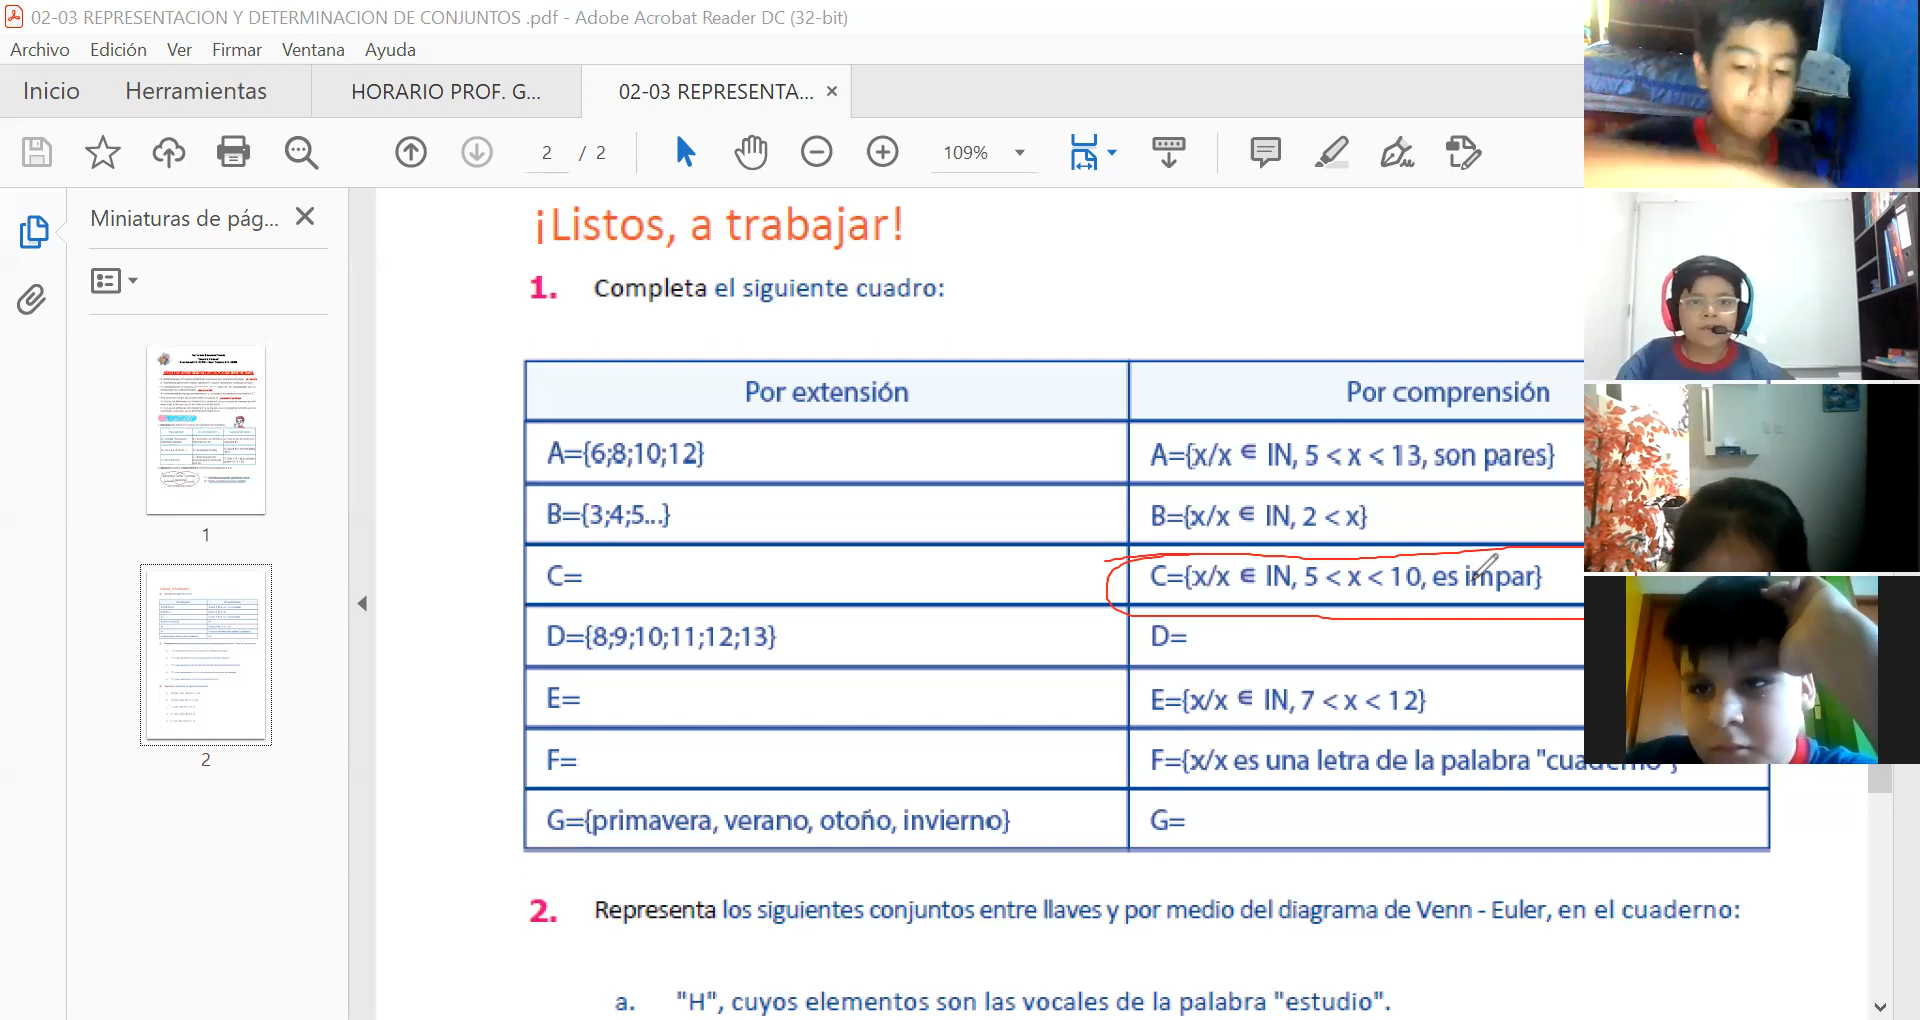 02-03 REPRESENTACION Y DETERMINACION DE CONJUNTOS .pdf - Adobe Acrobat Reader DC (32-bit)
Archivo Edición Ver Firmar Ventana Ayuda
Inicio Herramientas HORARIO PROF. G... 02-03 REPRESENTA... ×
2 / 2 109%
Miniaturas de pág...
1
2
¡Listos, a trabajar!
1. Completa el siguiente cuadro:
Por extensión Por comprensión
A={6;8;10;12} A={x/x ∈ IN, 5 < x < 13, son pares}
B={3;4;5...} B={x/x ∈ IN, 2 < x}
C= C={x/x ∈ IN, 5 < x < 10, es impar}
D={8;9;10;11;12;13} D=
E= E={x/x ∈ IN, 7 < x < 12}
F= F={x/x es una letra de la palabra
G={primavera, verano, otoño, invierno} G=
2. Representa los siguientes conjuntos entre llaves y por medio del diagrama de Venn - Euler, en el cuaderno:
a. "H", cuyos elementos son las vocales de la palabra "estudio".